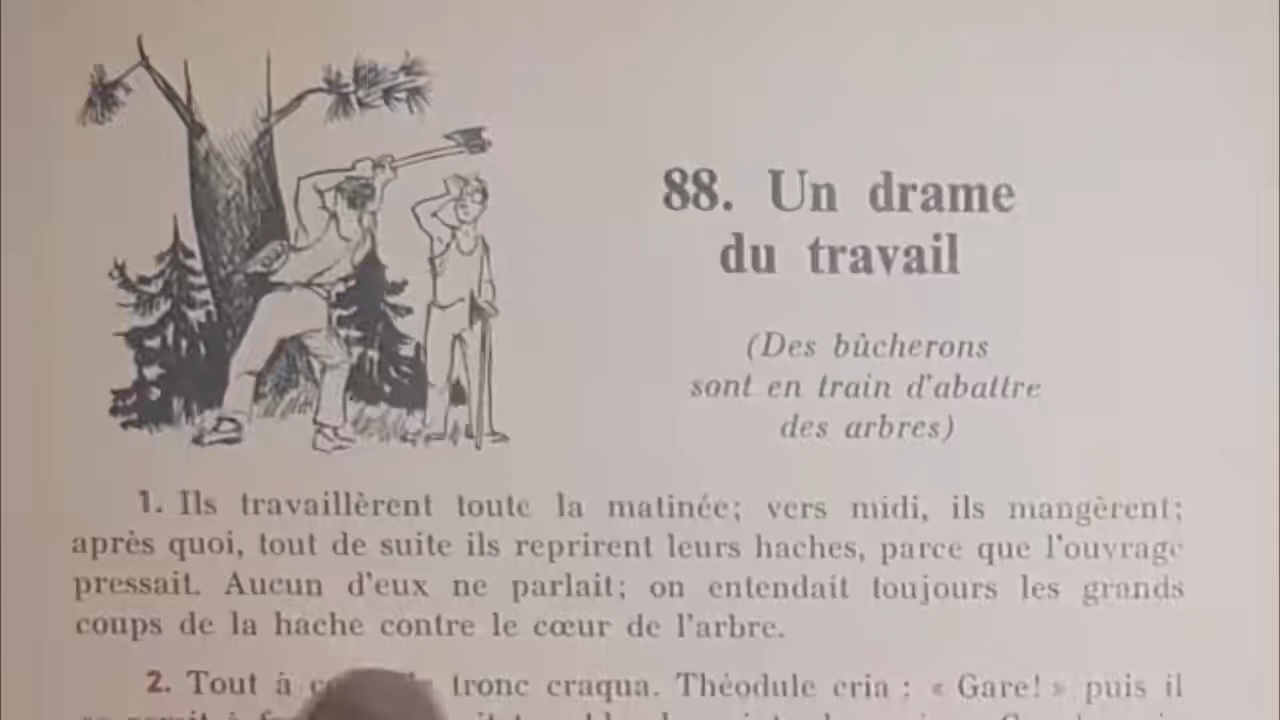 88. Un drame
du travail
(Des bûcherons
sont en train d'abattre
des arbres)
1. Ils travaillèrent toute la matinée; vers midi, ils mangèrent;
après quoi, tout de suite ils reprirent leurs haches, parce que l'ouvrage
pressait. Aucun d'eux ne parlait; on entendait toujours les grands
coups de la hache contre le cœur de l'arbre.
2. Tout à tronc craqua. Théodule cria : « Gare! » puis il